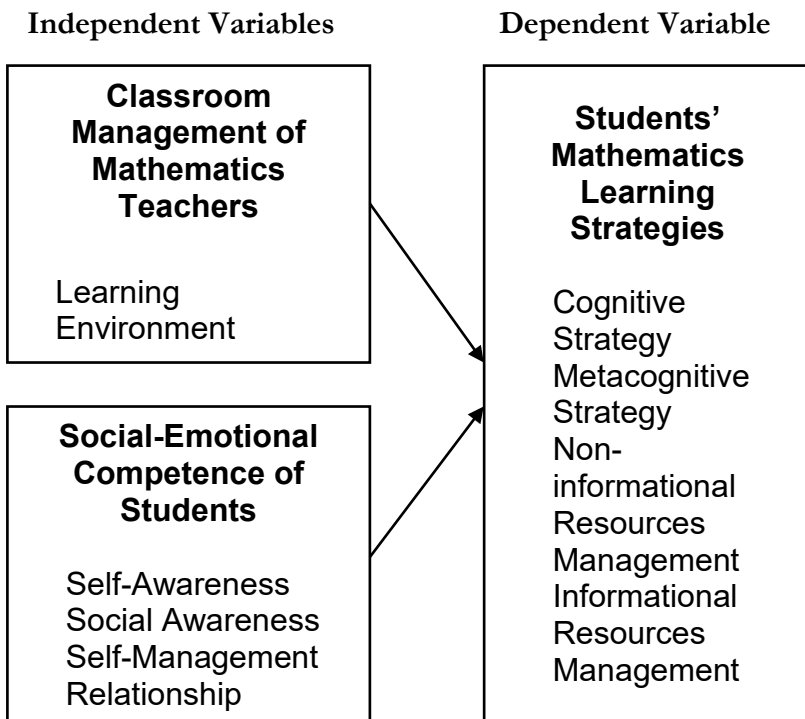 Independent Variables
Classroom
Management of
Mathematics
Teachers
Learning
Environment
Social-Emotional
Competence of
Students
Self-Awareness
Social Awareness
Self-Management
Relationship
Dependent Variable
Students’
Mathematics
Learning
Strategies
Cognitive
Strategy
Metacognitive
Strategy
Non-
informational
Resources
Management
Informational
Resources
Management